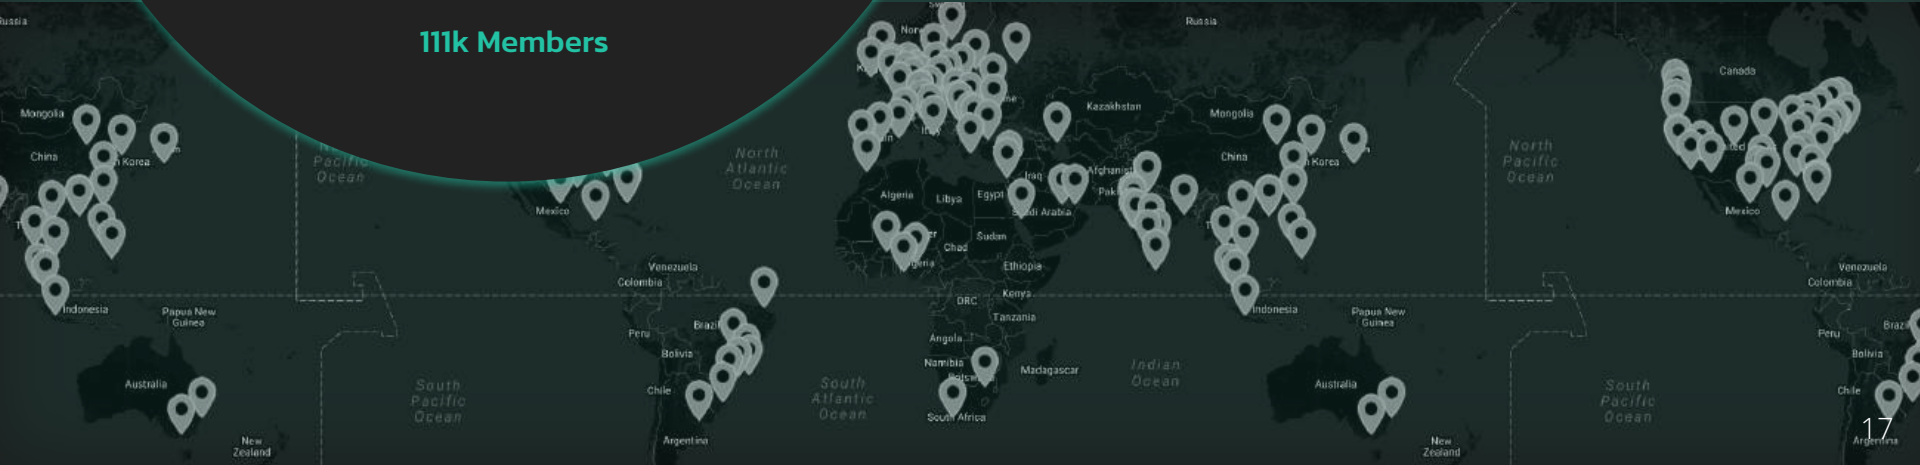 111k Members
Russia
Russia
Canada
Mongolia
Kazakhstan
Mongolia
China
China
Italy
Afghanist
Iraq
North
Atlantic
Ocean
North
Pacific
Ocean
Pacific
Ocean
Mexico
Algeria
Libya
Egypt
Saudi Arabia
Mexico
Chad
Sudan
Ethiopia
Venezuela
Colombia
Venezuela
Colombia
DRC
Kenya
Tanzania
Indonesia
Papua New
Guinea
Indonesia
Papua New
Guinea
Peru
Brazil
Bolivia
Chile
Argentina
Peru
Brazi
Bolivia
Chile
Argentina
Angola
Namibia
Botswana
Madagascar
South Africa
Australia
Australia
South
Pacific
Ocean
South
Atlantic
Ocean
Indian
Ocean
South
Pacific
Ocean
New
Zealand
New
Zealand
17